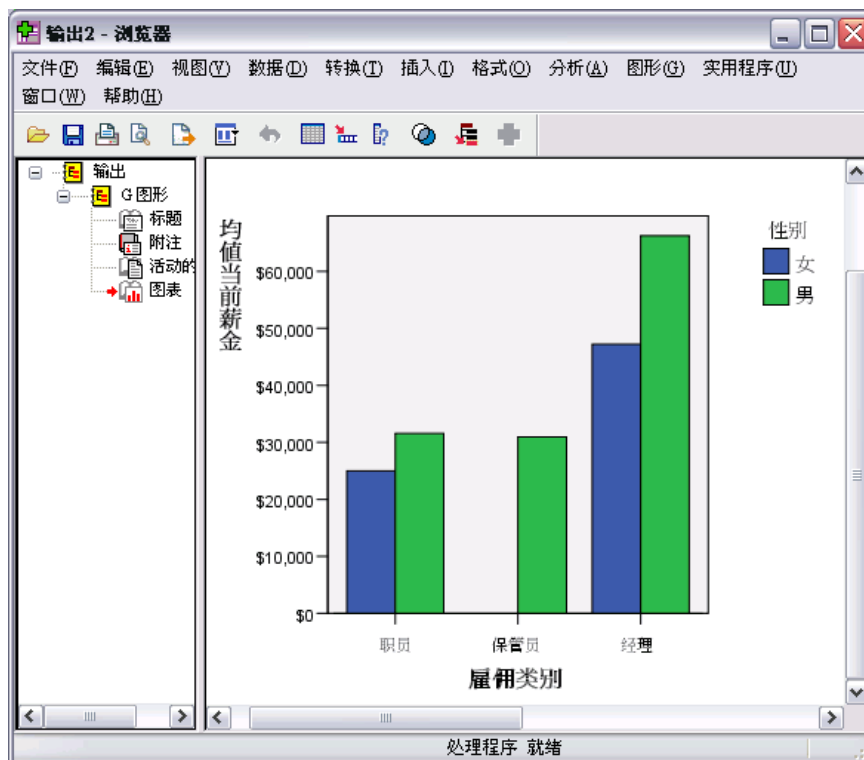 输出2 - 浏览器
文件(F) 编辑(E) 视图(V) 数据(D) 转换(T) 插入(I) 格式(O) 分析(A) 图形(G) 实用程序(U)
窗口(W) 帮助(H)
输出
G 图形
标题
附注
活动的
图表
均值当前薪金
$60,000
$50,000
$40,000
$30,000
$20,000
$10,000
$0
职员 保管员 经理
雇佣类别
性别
女
男
处理程序 就绪